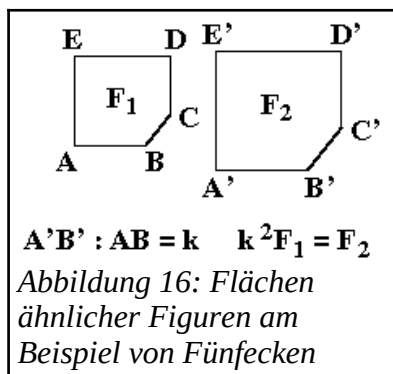 E D E' D'
F₁ F₂
C C'
A B A' B'
A'B' : AB = k k²F₁ = F₂
Abbildung 16: Flächen
ähnlicher Figuren am
Beispiel von Fünfecken